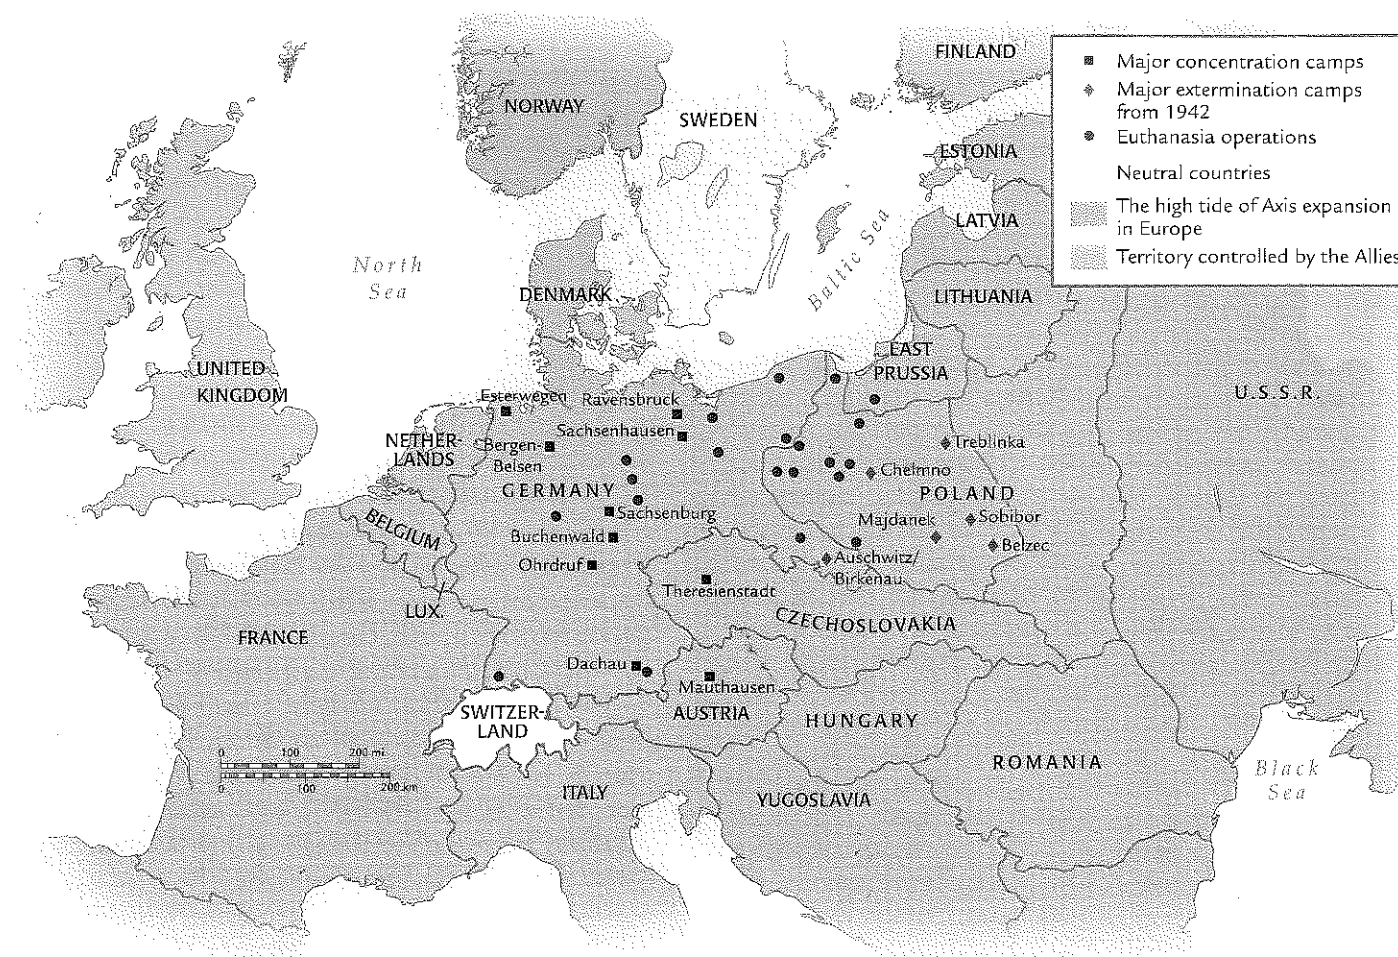 FINLAND
NORWAY
SWEDEN
ESTONIA
LATVIA
LITHUANIA
Major concentration camps
Major extermination camps
from 1942
Euthanasia operations
Neutral countries
The high tide of Axis expansion
in Europe
Territory controlled by the Allies
North
Sea
Baltic Sea
DENMARK
EAST
PRUSSIA
UNITED
KINGDOM
U.S.S.R.
Esterwegen
Ravensbruck
NETHER-
LANDS
Bergen-
Belsen
Sachsenhausen
Treblinka
Chelmno
GERMANY
POLAND
BELGIUM
Sachsenburg
Majdanek
Sobibor
Buchenwald
Belzec
Ohrdruf
Auschwitz/
Birkenau
Theresienstadt
LUX.
CZECHOSLOVAKIA
FRANCE
Dachau
Mauthausen
SWITZER-
LAND
AUSTRIA
HUNGARY
ROMANIA
0 100 200 mi.
0 100 200 km
ITALY
YUGOSLAVIA
Black
Sea